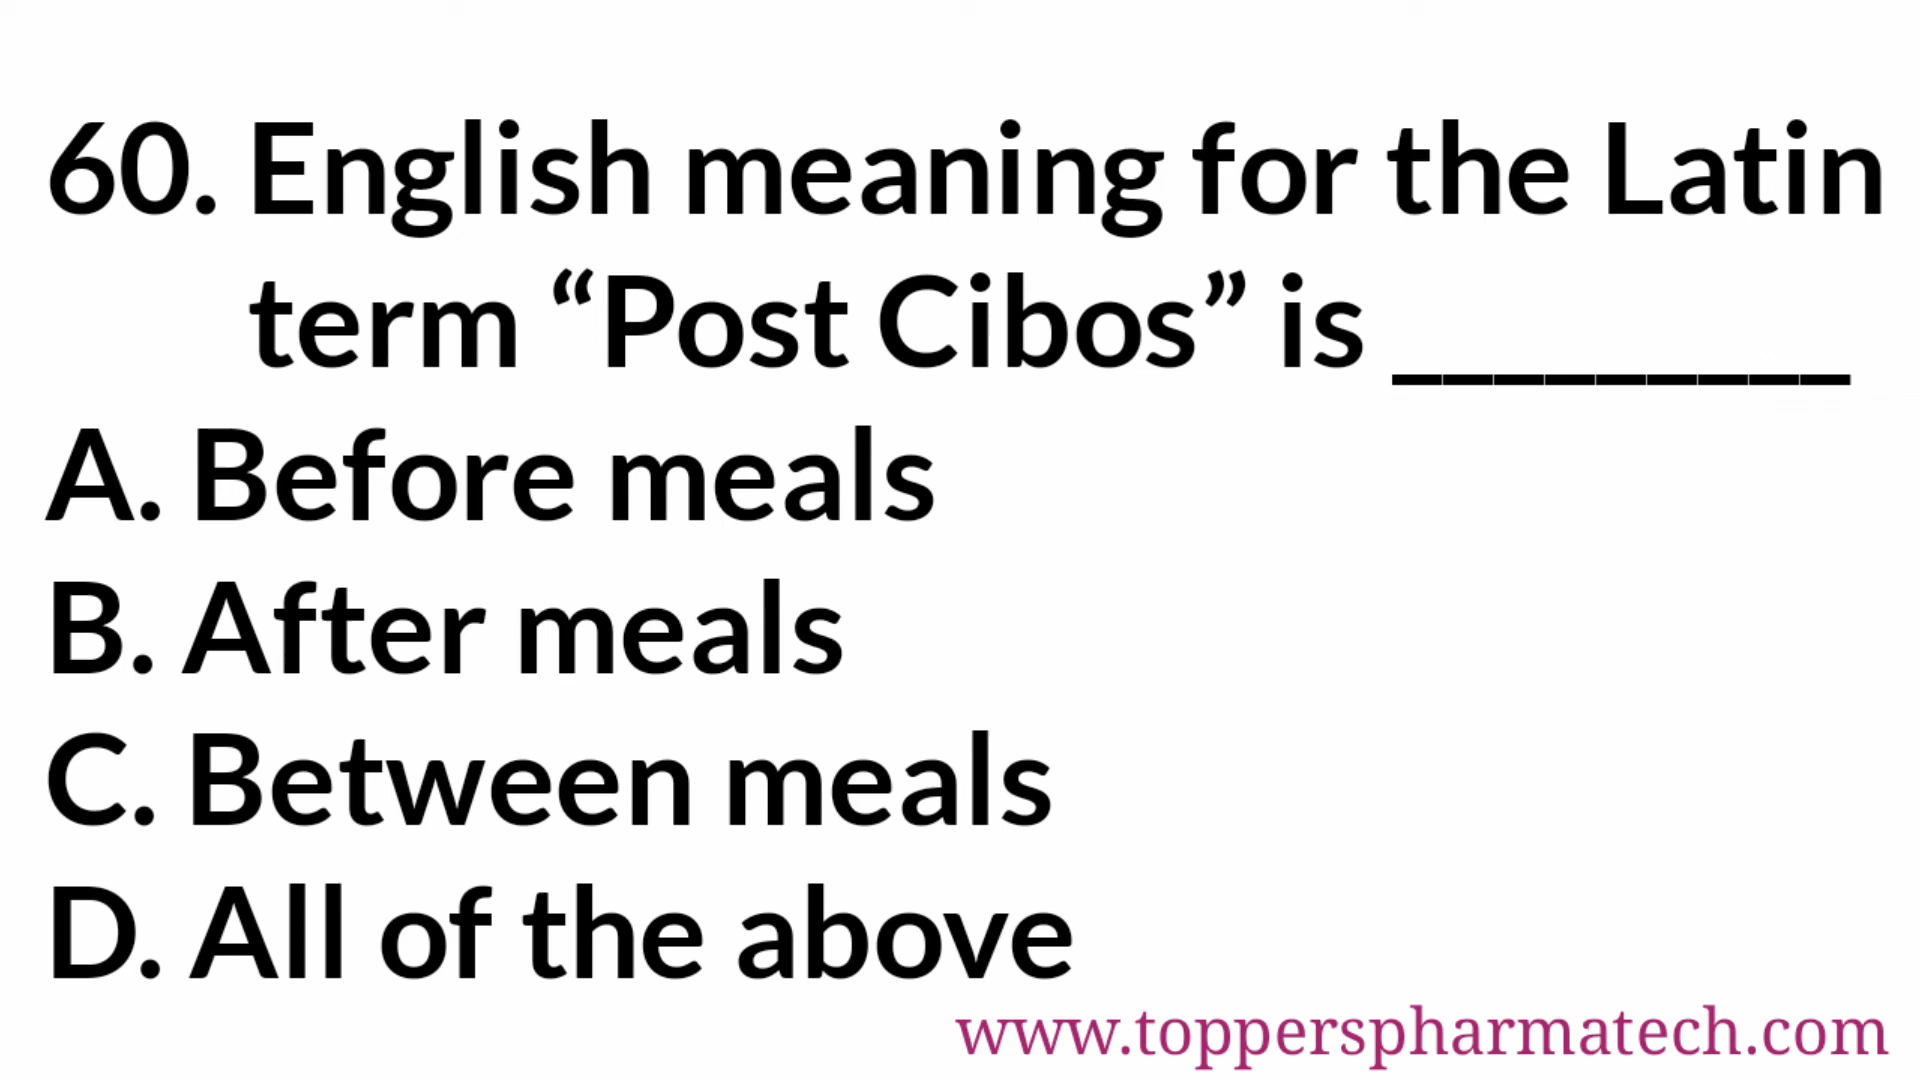 60. English meaning for the Latin
term “Post Cibos” is _________
A. Before meals
B. After meals
C. Between meals
D. All of the above
www.topperspharmatech.com